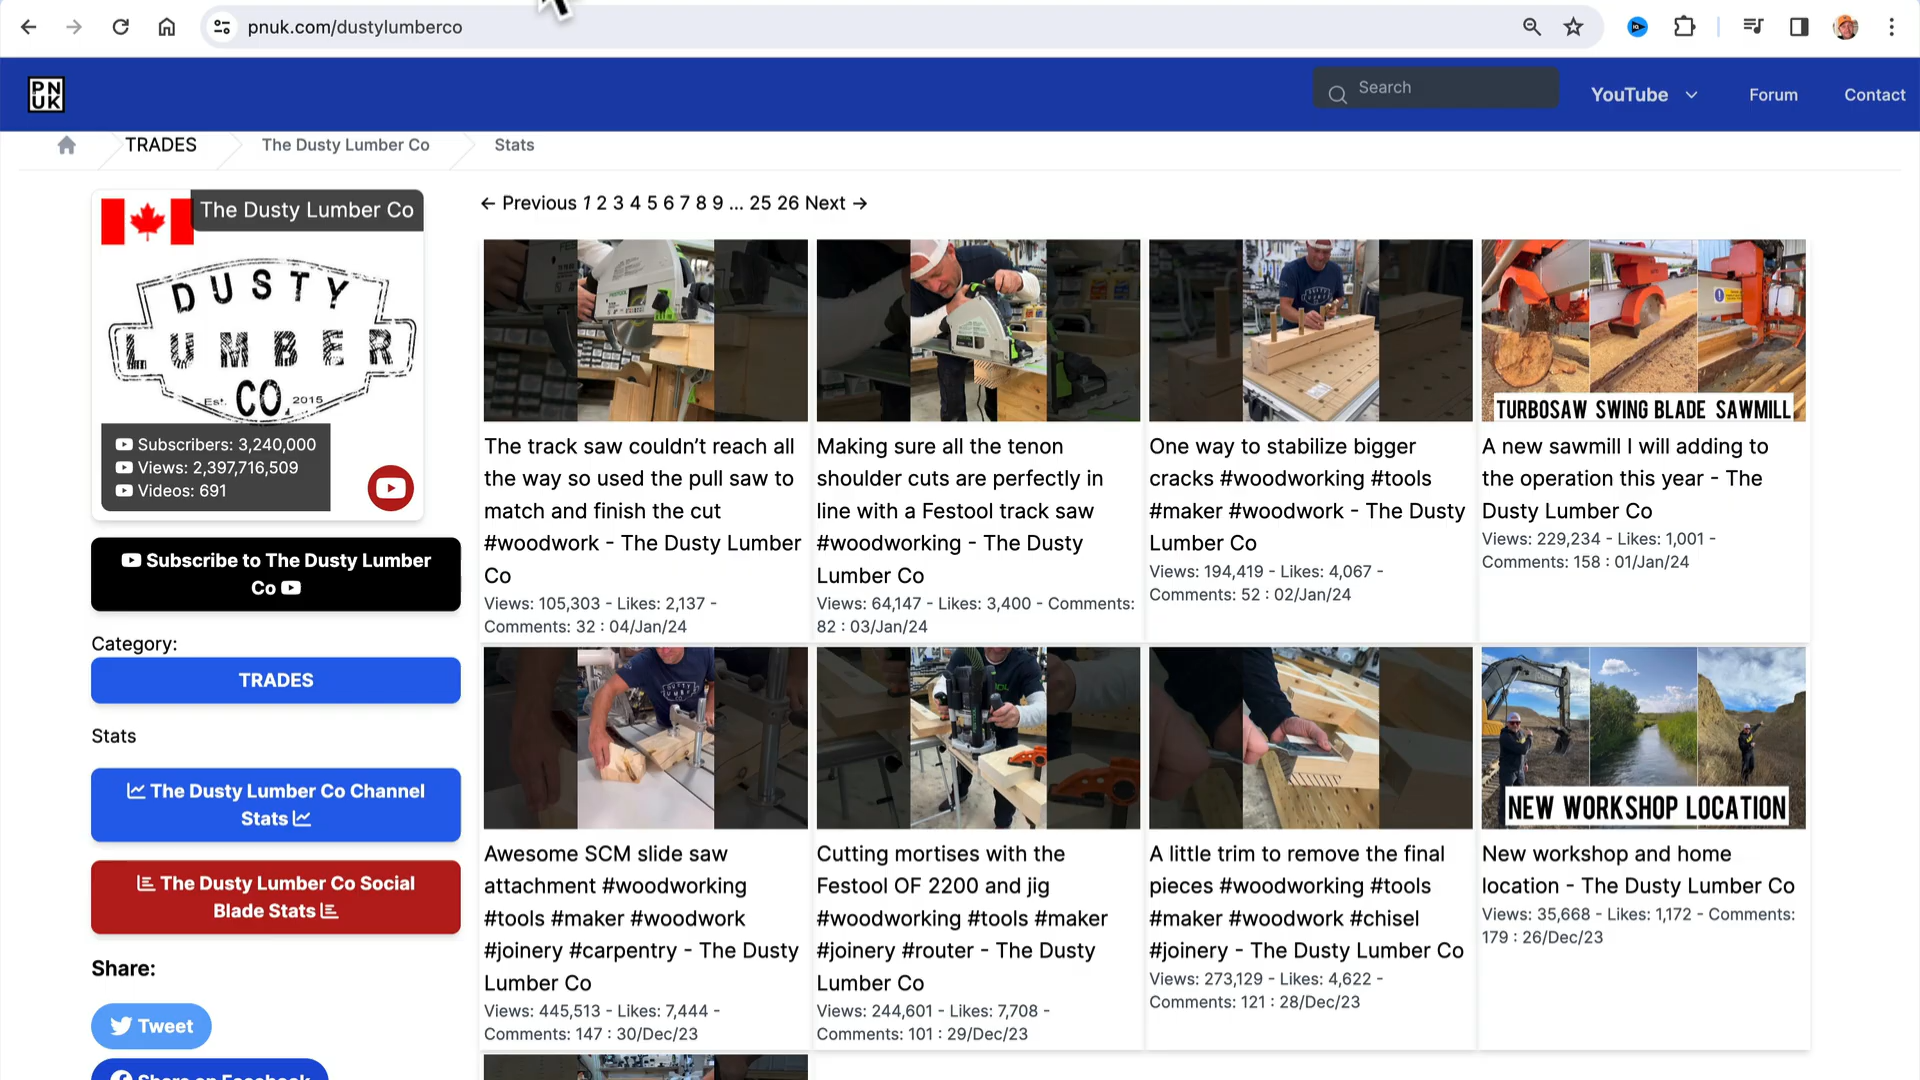 pnuk.com/dustylumberco
PN
UK
Search
YouTube
Forum
Contact
TRADES
The Dusty Lumber Co
Stats
The Dusty Lumber Co
DUSTY
LUMBER
CO.
Est. 2015
Subscribers: 3,240,000
Views: 2,397,716,509
Videos: 691
Subscribe to The Dusty Lumber
Co
Category:
TRADES
Stats
The Dusty Lumber Co Channel
Stats
The Dusty Lumber Co Social
Blade Stats
Share:
Tweet
Share on Facebook
← Previous 1 2 3 4 5 6 7 8 9 ... 25 26 Next →
The track saw couldn’t reach all
the way so used the pull saw to
match and finish the cut
#woodwork - The Dusty Lumber
Co
Views: 105,303 - Likes: 2,137 -
Comments: 32 : 04/Jan/24
Making sure all the tenon
shoulder cuts are perfectly in
line with a Festool track saw
#woodworking - The Dusty
Lumber Co
Views: 64,147 - Likes: 3,400 - Comments:
82 : 03/Jan/24
One way to stabilize bigger
cracks #woodworking #tools
#maker #woodwork - The Dusty
Lumber Co
Views: 194,419 - Likes: 4,067 -
Comments: 52 : 02/Jan/24
TURBOSAW SWING BLADE SAWMILL
A new sawmill I will adding to
the operation this year - The
Dusty Lumber Co
Views: 229,234 - Likes: 1,001 -
Comments: 158 : 01/Jan/24
Awesome SCM slide saw
attachment #woodworking
#tools #maker #woodwork
#joinery #carpentry - The Dusty
Lumber Co
Views: 445,513 - Likes: 7,444 -
Comments: 147 : 30/Dec/23
Cutting mortises with the
Festool OF 2200 and jig
#woodworking #tools #maker
#joinery #router - The Dusty
Lumber Co
Views: 244,601 - Likes: 7,708 -
Comments: 101 : 29/Dec/23
A little trim to remove the final
pieces #woodworking #tools
#maker #woodwork #chisel
#joinery - The Dusty Lumber Co
Views: 273,129 - Likes: 4,622 -
Comments: 121 : 28/Dec/23
NEW WORKSHOP LOCATION
New workshop and home
location - The Dusty Lumber Co
Views: 35,668 - Likes: 1,172 - Comments:
179 : 26/Dec/23